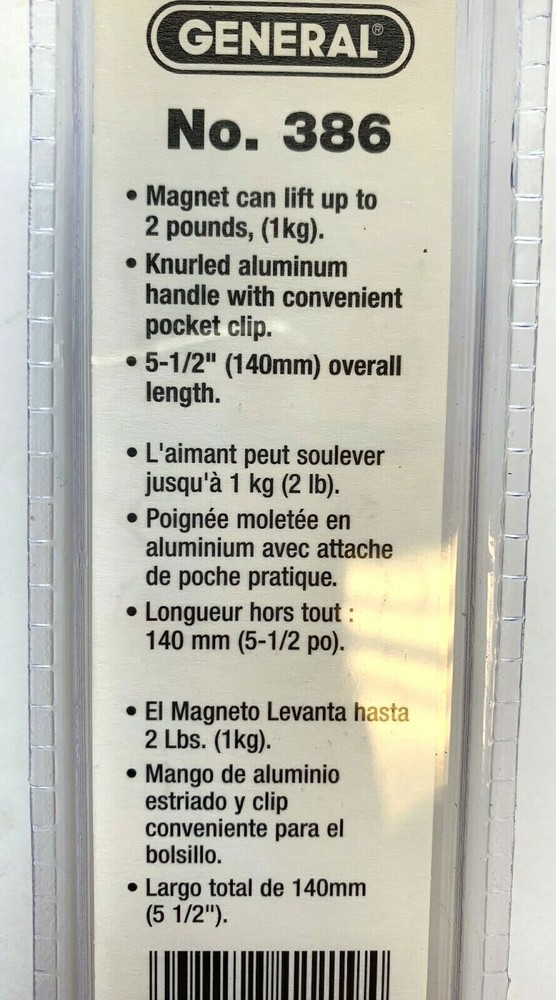 GENERAL®
No. 386
• Magnet can lift up to
2 pounds, (1kg).
• Knurled aluminum
handle with convenient
pocket clip.
• 5-1/2" (140mm) overall
length.
• L'aimant peut soulever
jusqu'à 1 kg (2 lb).
• Poignée moletée en
aluminium avec attache
de poche pratique.
• Longueur hors tout :
140 mm (5-1/2 po).
• El Magneto Levanta hasta
2 Lbs. (1kg).
• Mango de aluminio
estriado y clip
conveniente para el
bolsillo.
• Largo total de 140mm
(5 1/2").